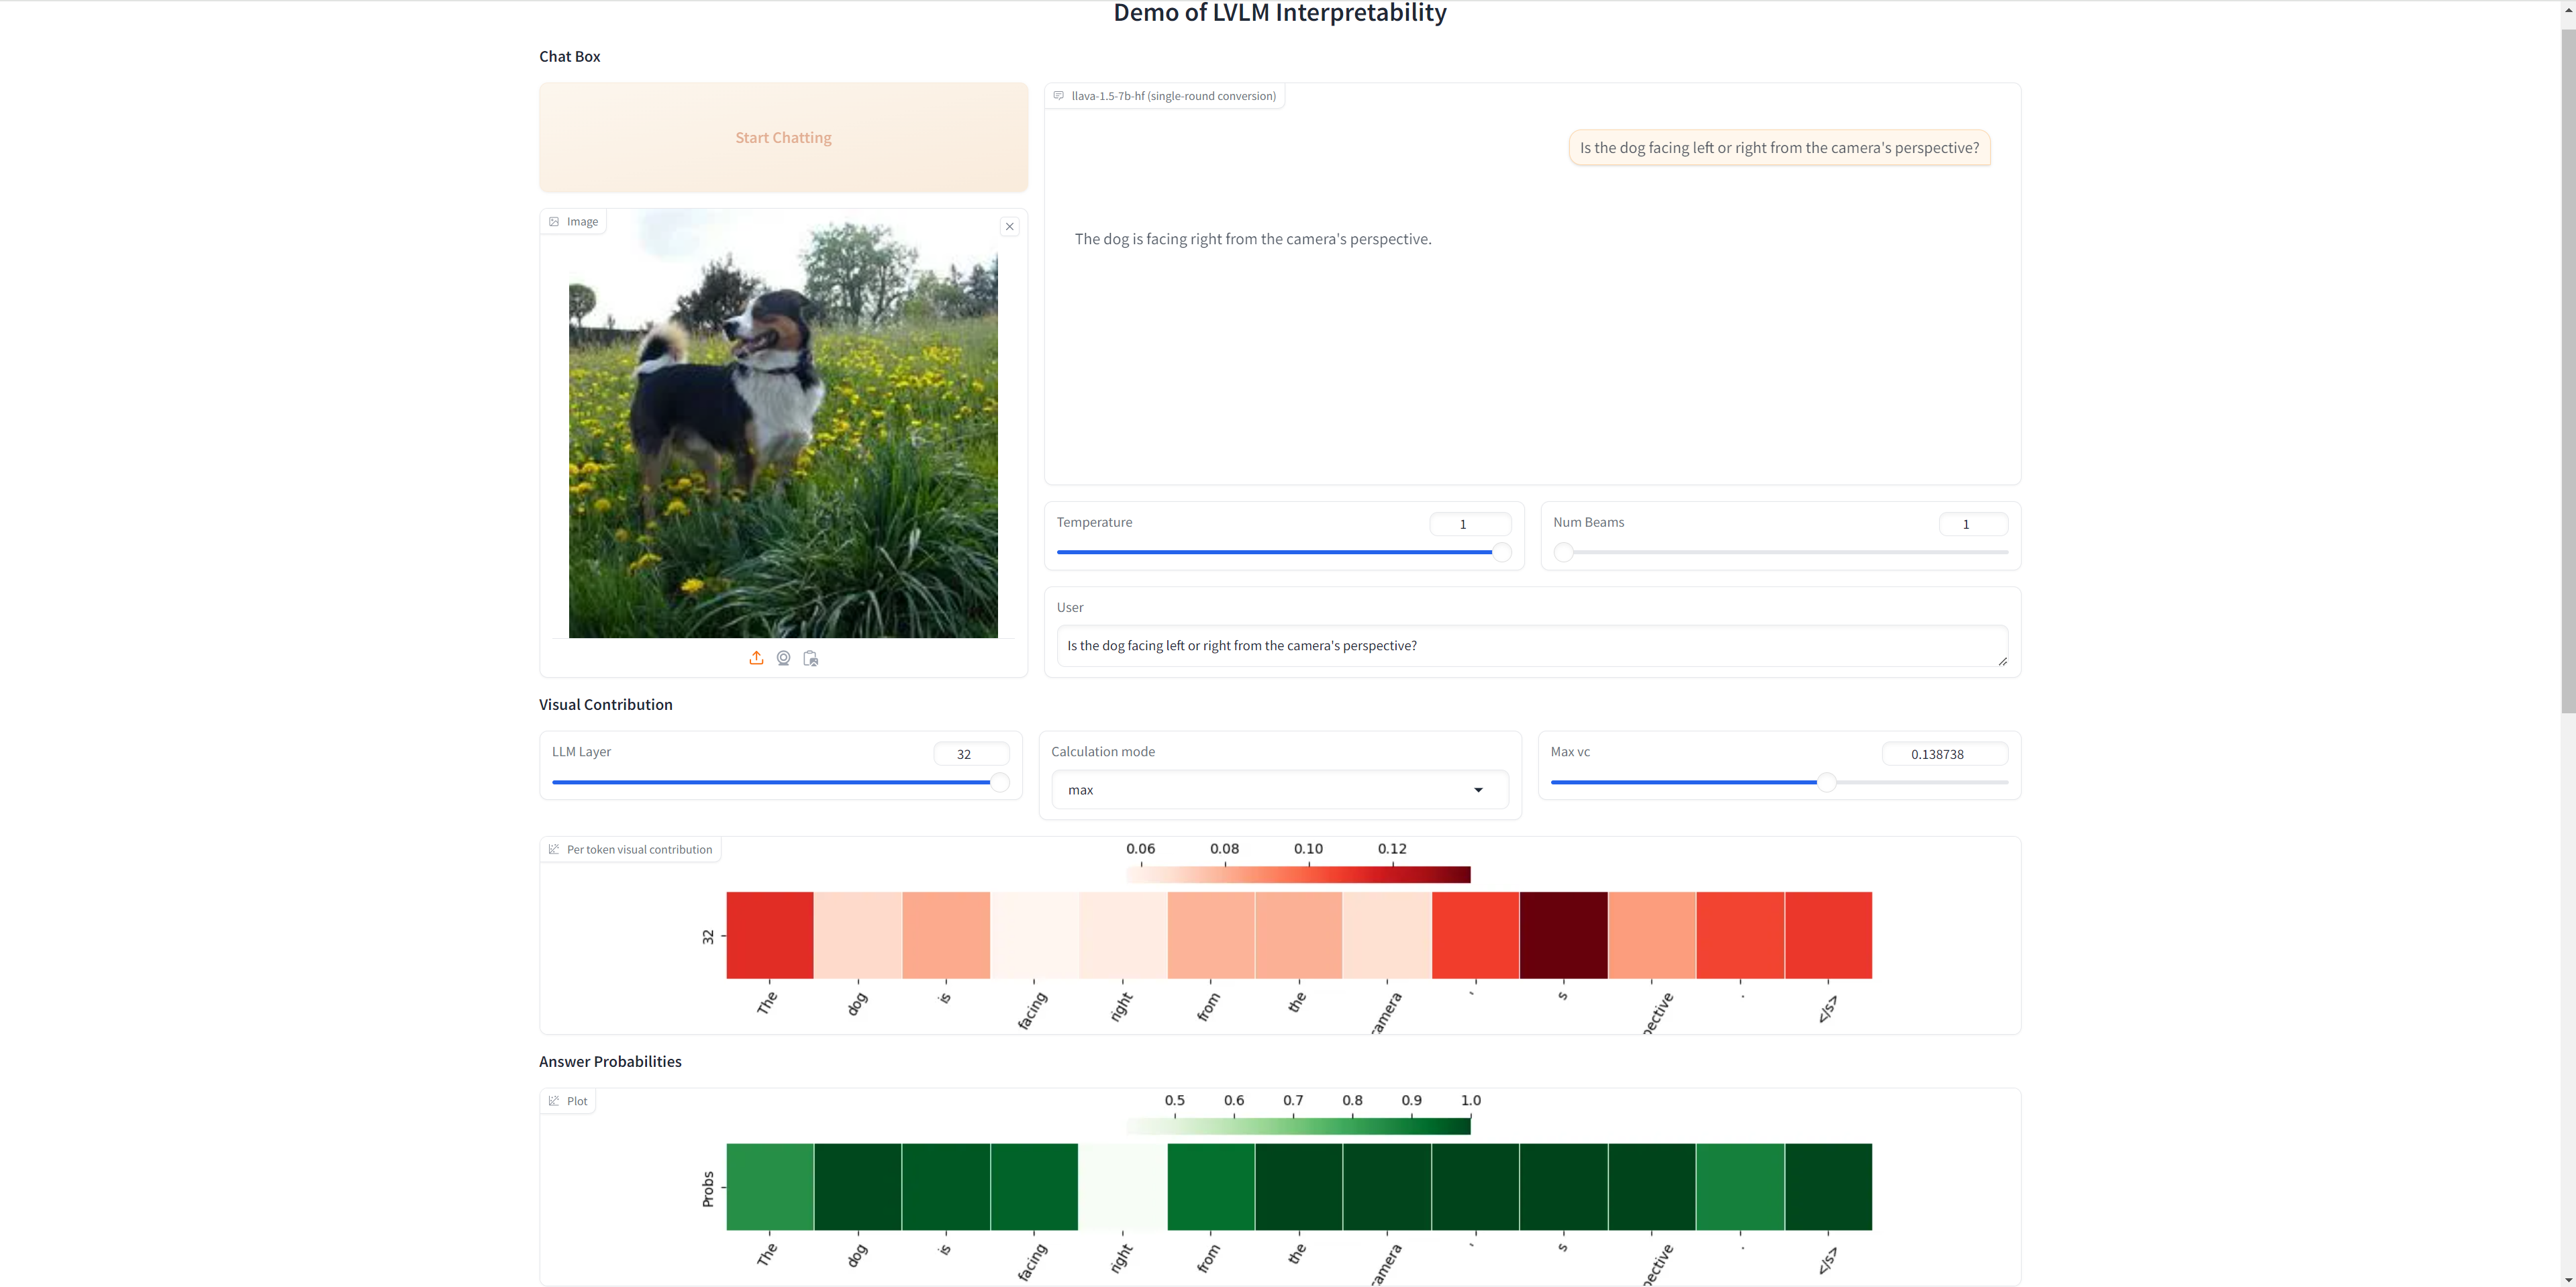 Demo of LVLM Interpretability
Chat Box
Start Chatting
llava-1.5-7b-hf (single-round conversion)
Is the dog facing left or right from the camera's perspective?
Image
The dog is facing right from the camera's perspective.
Temperature
1
Num Beams
1
User
Is the dog facing left or right from the camera's perspective?
Visual Contribution
LLM Layer
32
Calculation mode
max
Max vc
0.138738
Per token visual contribution
0.06 0.08 0.10 0.12
32
The dog is facing right from the amera ' s pective . </s>
Answer Probabilities
Plot
0.5 0.6 0.7 0.8 0.9 1.0
Probs
The dog is facing right from the amera ' s pective . </s>